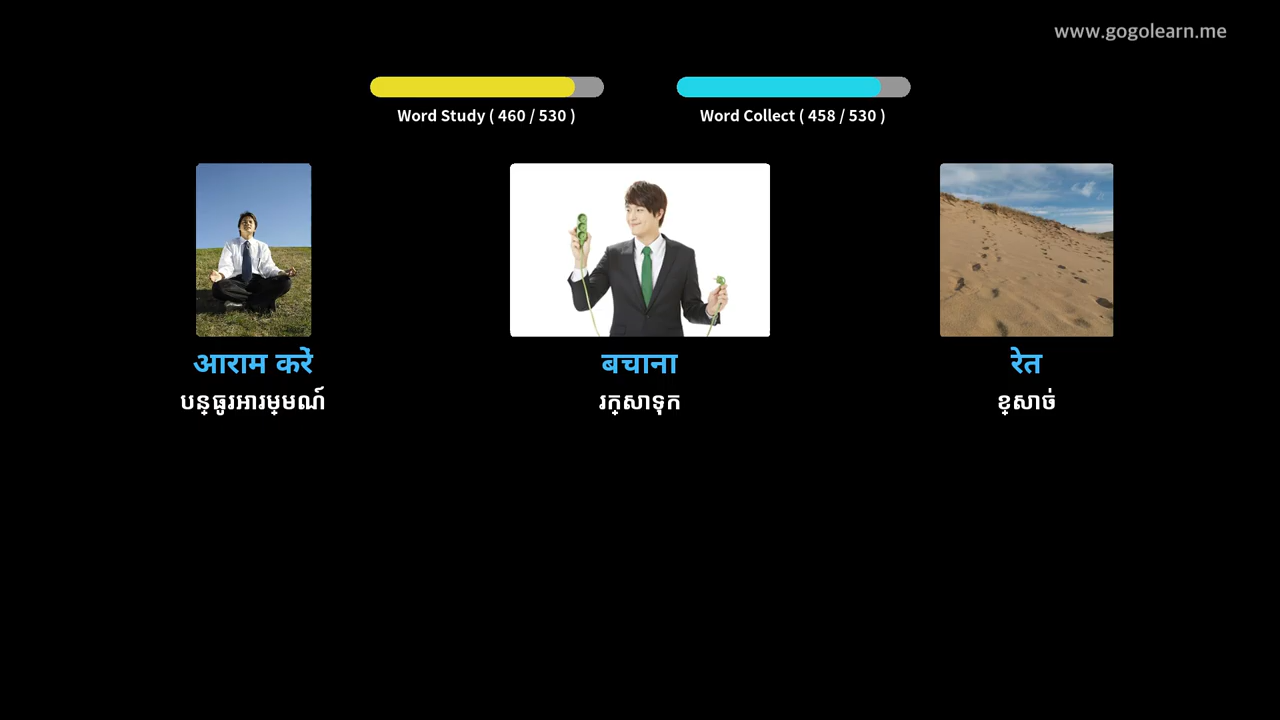 www.gogolearn.me
Word Study ( 460 / 530 )
Word Collect ( 458 / 530 )
आराम करें
बचाना
रेत
បន្ធូរអារម្មណ៍
រក្សាទុក
ខ្សាច់